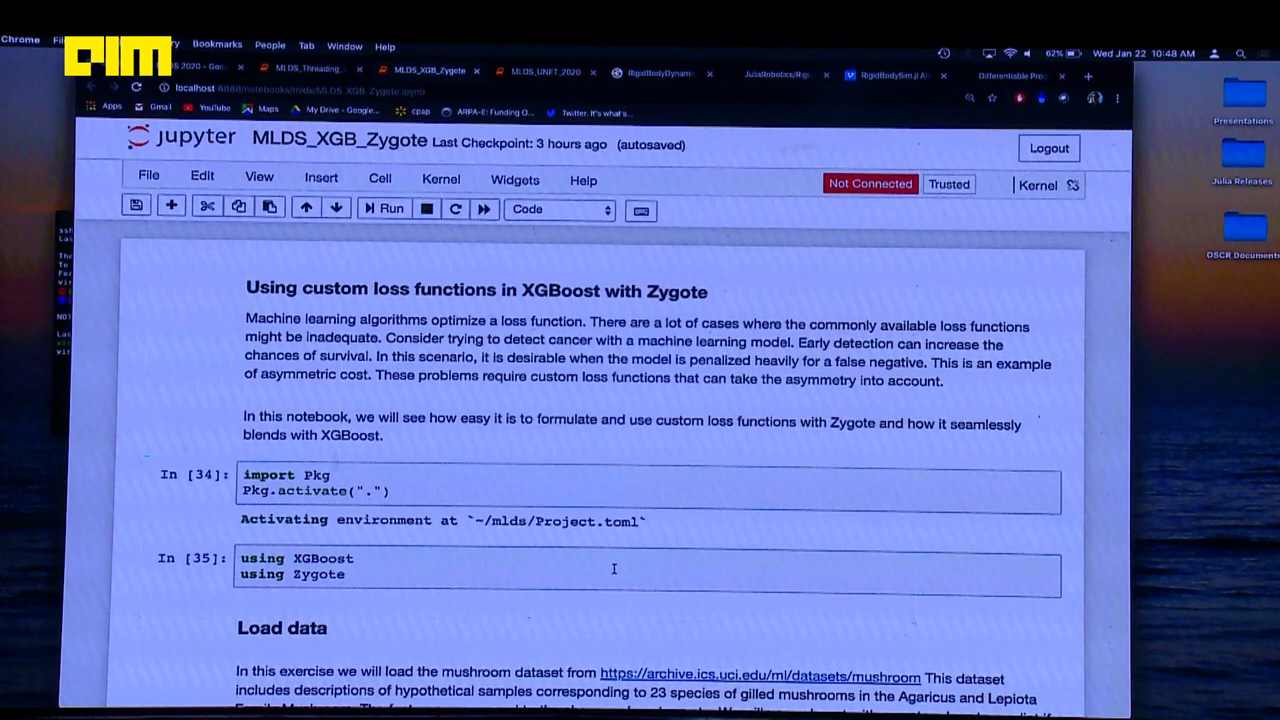 Chrome
Bookmarks People Tab Window Help
62% Wed Jan 22 10:48 AM
AIM
MLDS_Threading. MLDS_XGB_Zygote MLDS_UNET_2020 RigidBodyDynam
localhost:8888/notebooks/mlds/MLDS_XGB_Zygote.ipynb
Apps Gmail YouTube Maps My Drive - Google... cpap ARPA-E: Funding O... Twitter. It's what's...
Presentations
Julia Releases
OSCR Documents
jupyter MLDS_XGB_Zygote Last Checkpoint: 3 hours ago (autosaved)
Logout
File Edit View Insert Cell Kernel Widgets Help
Not Connected Trusted Kernel
Run Code
Using custom loss functions in XGBoost with Zygote
Machine learning algorithms optimize a loss function. There are a lot of cases where the commonly available loss functions
might be inadequate. Consider trying to detect cancer with a machine learning model. Early detection can increase the
chances of survival. In this scenario, it is desirable when the model is penalized heavily for a false negative. This is an example
of asymmetric cost. These problems require custom loss functions that can take the asymmetry into account.
In this notebook, we will see how easy it is to formulate and use custom loss functions with Zygote and how it seamlessly
blends with XGBoost.
In [34]: import Pkg
Pkg.activate(".")
Activating environment at `~/mlds/Project.toml`
In [35]: using XGBoost
using Zygote
Load data
In this exercise we will load the mushroom dataset from https://archive.ics.uci.edu/ml/datasets/mushroom This dataset
includes descriptions of hypothetical samples corresponding to 23 species of gilled mushrooms in the Agaricus and Lepiota